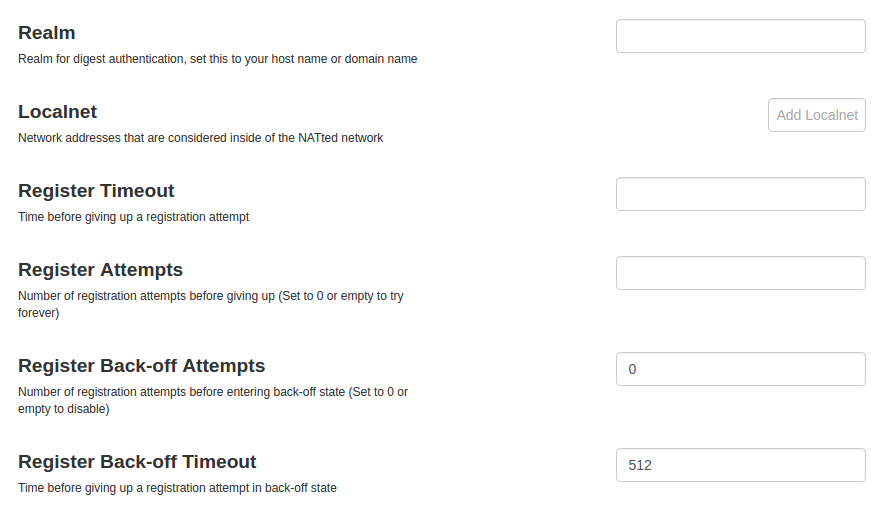 Realm
Realm for digest authentication, set this to your host name or domain name
Localnet
Add Localnet
Network addresses that are considered inside of the NATted network
Register Timeout
Time before giving up a registration attempt
Register Attempts
Number of registration attempts before giving up (Set to 0 or empty to try
forever)
Register Back-off Attempts
0
Number of registration attempts before entering back-off state (Set to 0 or
empty to disable)
Register Back-off Timeout
512
Time before giving up a registration attempt in back-off state